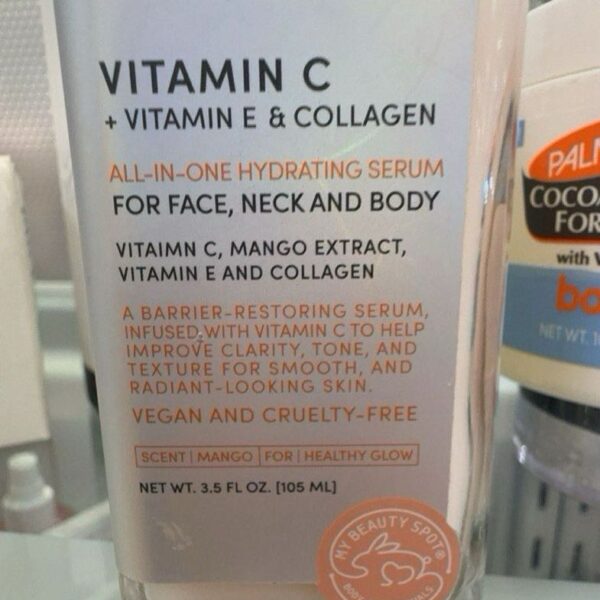 VITAMIN C
+ VITAMIN E & COLLAGEN
ALL-IN-ONE HYDRATING SERUM
FOR FACE, NECK AND BODY
VITAIMN C, MANGO EXTRACT,
VITAMIN E AND COLLAGEN
A BARRIER-RESTORING SERUM,
INFUSED WITH VITAMIN C TO HELP
IMPROVE CLARITY, TONE, AND
TEXTURE FOR SMOOTH, AND
RADIANT-LOOKING SKIN.
VEGAN AND CRUELTY-FREE
SCENT | MANGO | FOR | HEALTHY GLOW
NET WT. 3.5 FL OZ. [105 ML]
MY BEAUTY SPOT®
COCOA
FOR
with
NET WT.